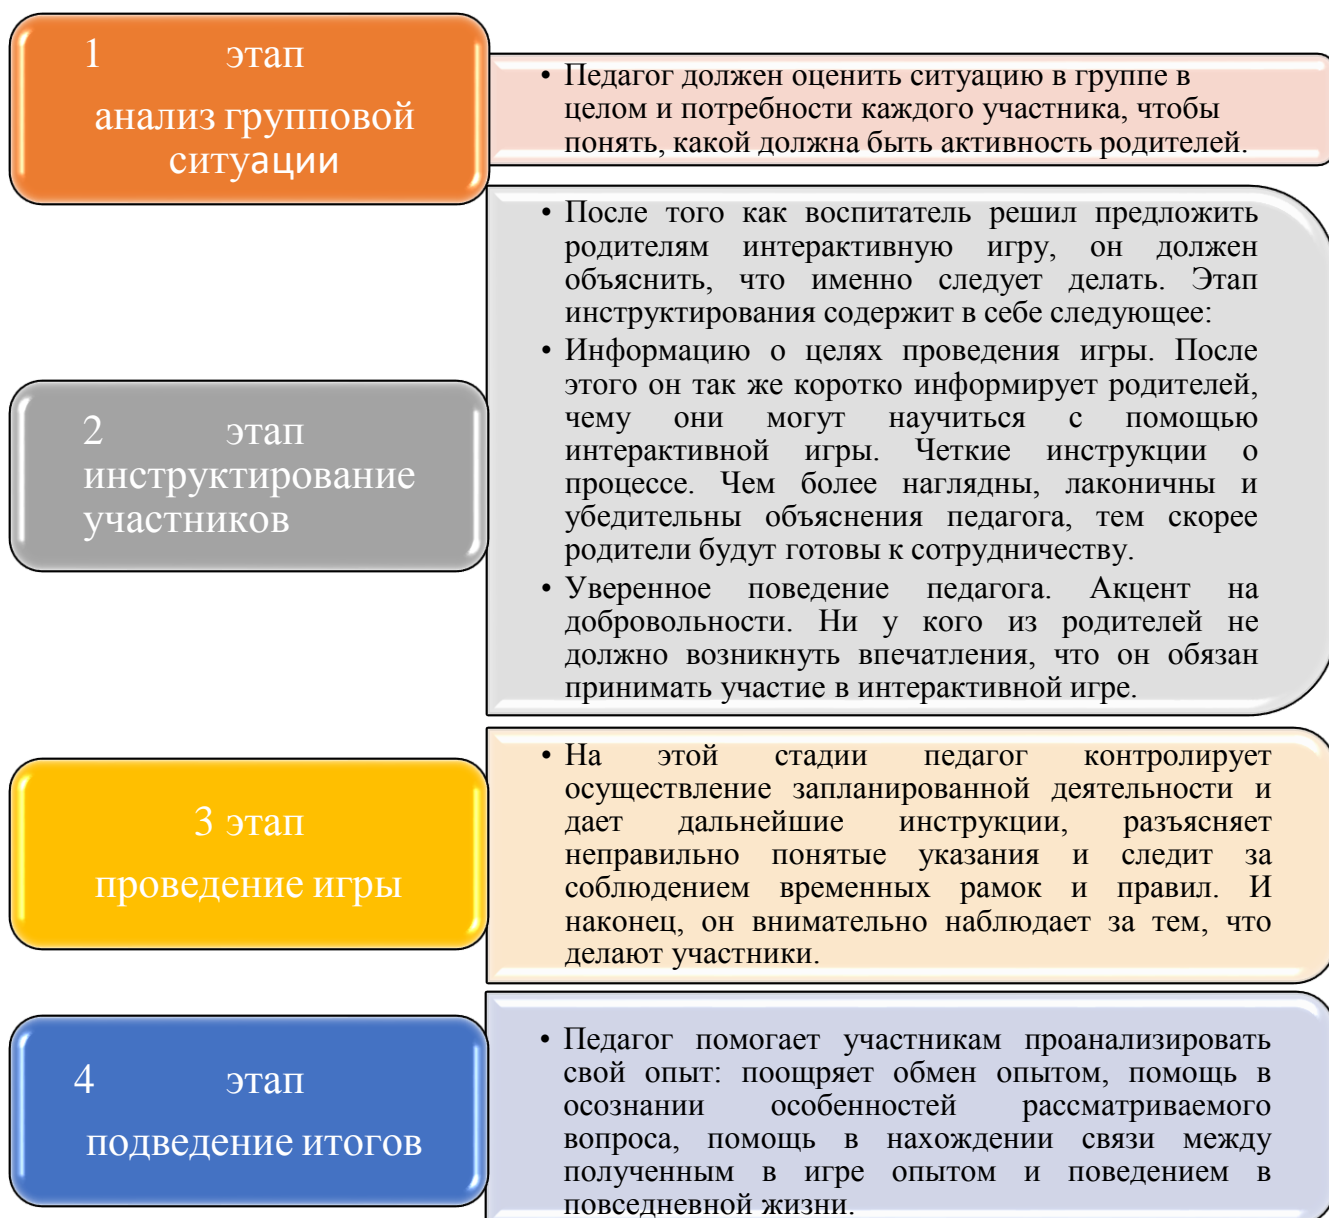 1 этап
анализ групповой
ситуации
• Педагог должен оценить ситуацию в группе в
целом и потребности каждого участника, чтобы
понять, какой должна быть активность родителей.
2 этап
инструктирование
участников
• После того как воспитатель решил предложить
родителям интерактивную игру, он должен
объяснить, что именно следует делать. Этап
инструктирования содержит в себе следующее:
• Информацию о целях проведения игры. После
этого он так же коротко информирует родителей,
чему они могут научиться с помощью
интерактивной игры. Четкие инструкции о
процессе. Чем более наглядны, лаконичны и
убедительны объяснения педагога, тем скорее
родители будут готовы к сотрудничеству.
• Уверенное поведение педагога. Акцент на
добровольности. Ни у кого из родителей не
должно возникнуть впечатления, что он обязан
принимать участие в интерактивной игре.
3 этап
проведение игры
• На этой стадии педагог контролирует
осуществление запланированной деятельности и
дает дальнейшие инструкции, разъясняет
неправильно понятые указания и следит за
соблюдением временных рамок и правил. И
наконец, он внимательно наблюдает за тем, что
делают участники.
4 этап
подведение итогов
• Педагог помогает участникам проанализировать
свой опыт: поощряет обмен опытом, помощь в
осознании особенностей рассматриваемого
вопроса, помощь в нахождении связи между
полученным в игре опытом и поведением в
повседневной жизни.